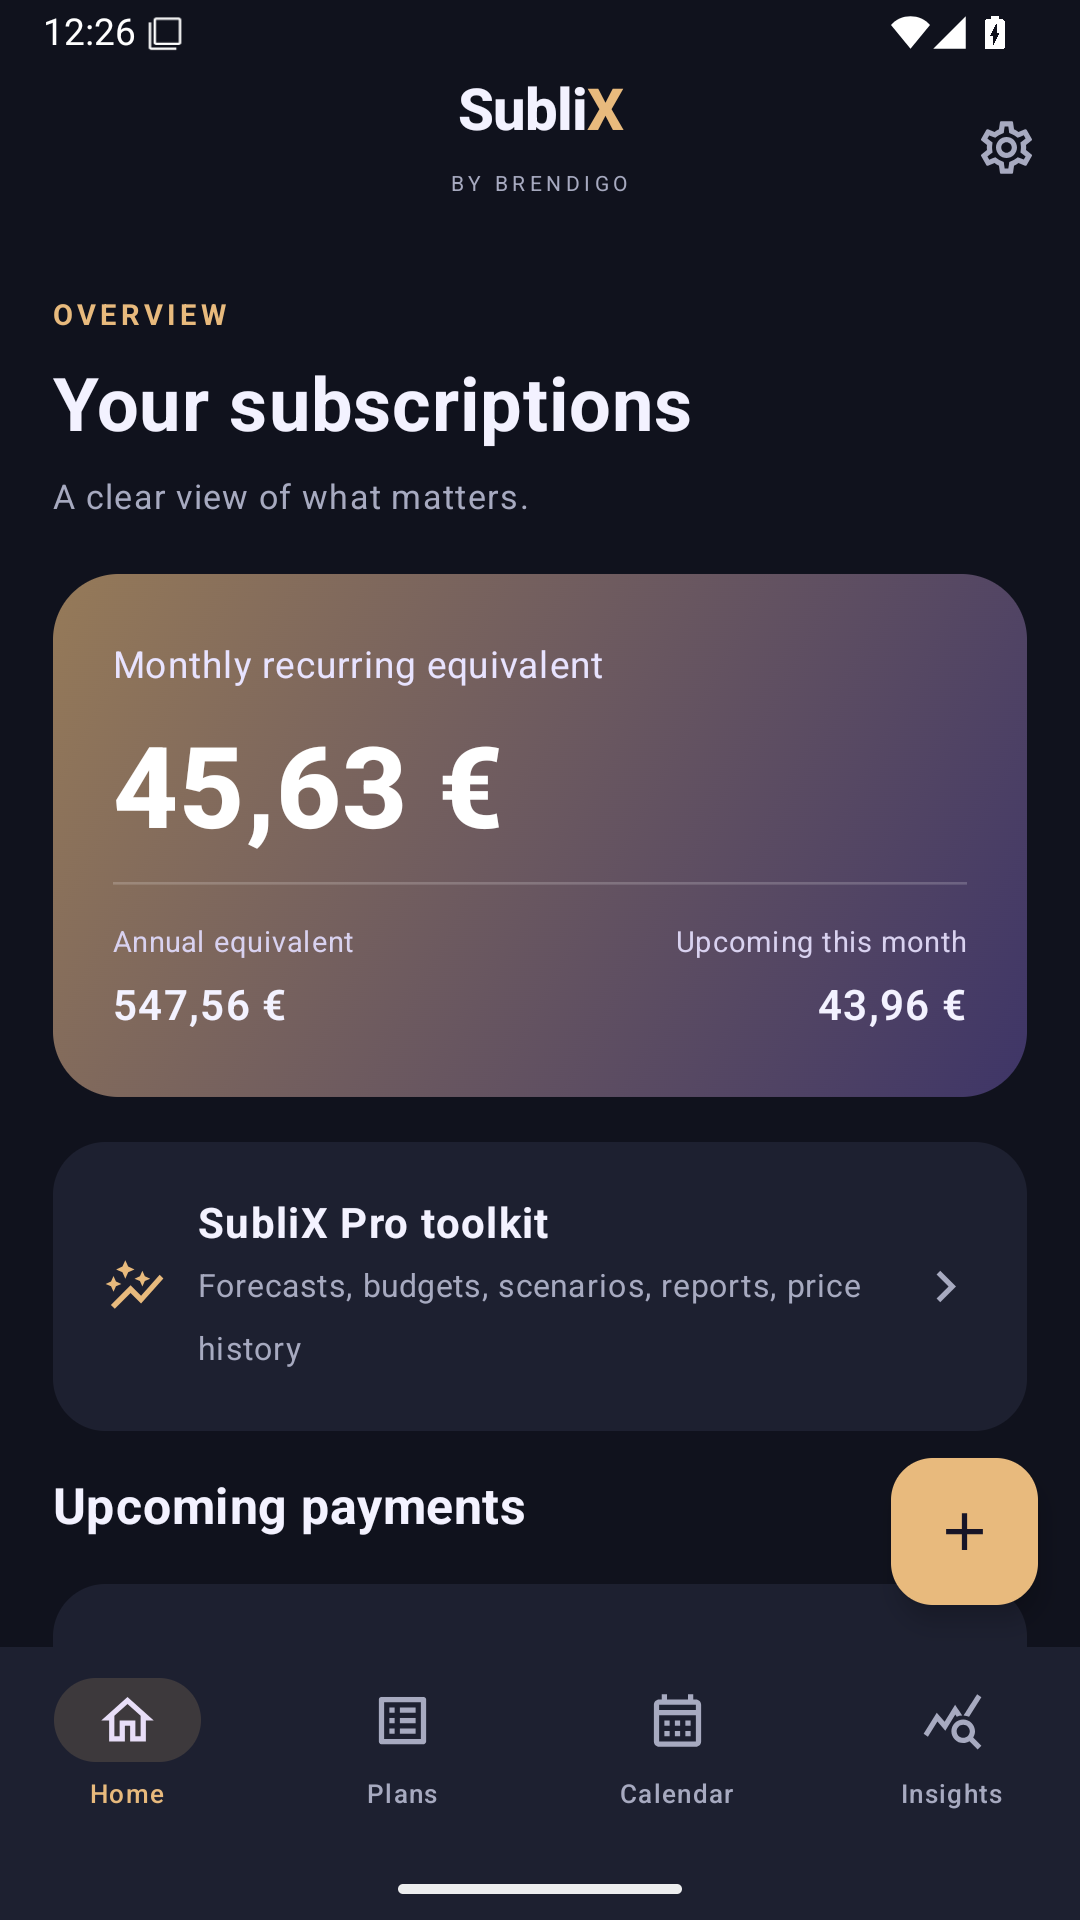 12:26
SubliX
BY BRENDIGO
OVERVIEW
Your subscriptions
A clear view of what matters.
Monthly recurring equivalent
45,63 €
Annual equivalent
Upcoming this month
547,56 €
43,96 €
SubliX Pro toolkit
Forecasts, budgets, scenarios, reports, price
history
Upcoming payments
Home
Plans
Calendar
Insights